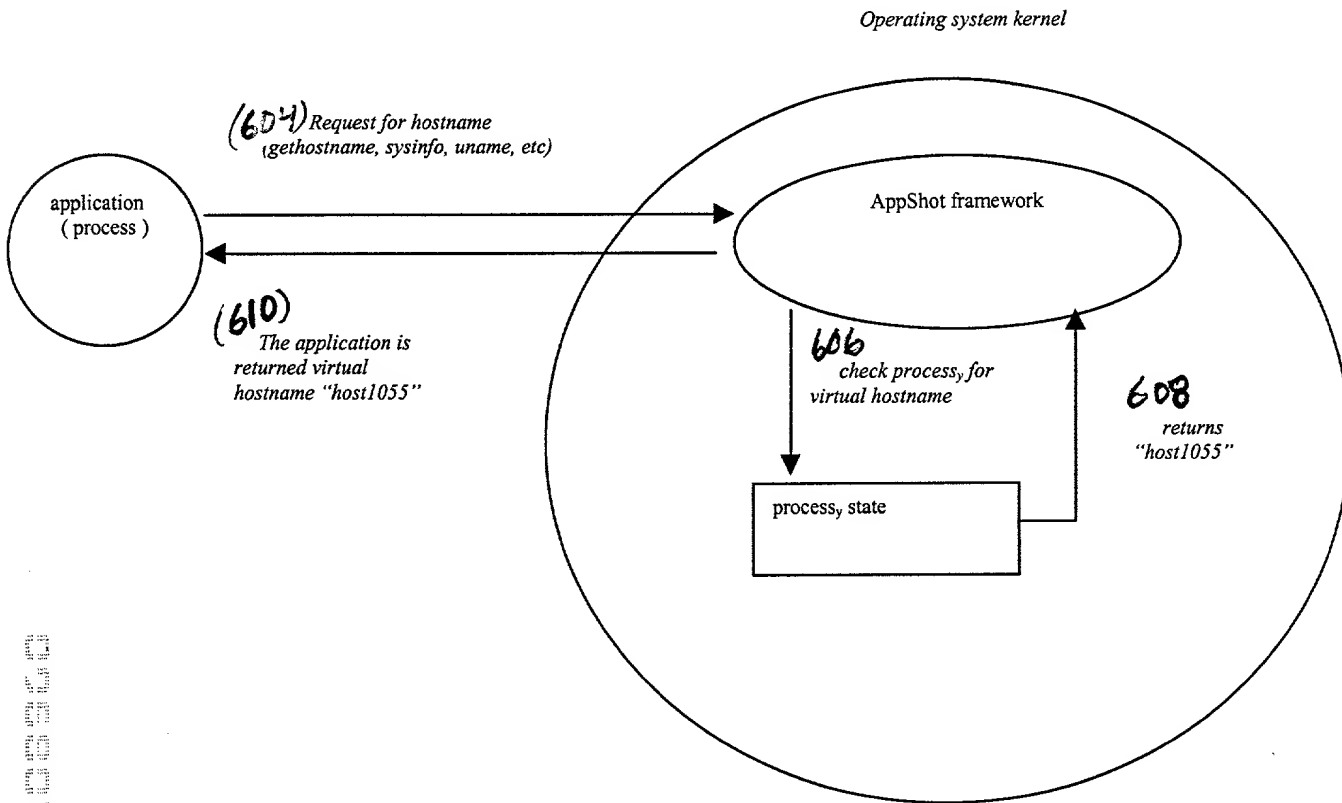 Operating system kernel
(604) Request for hostname
(gethostname, sysinfo, uname, etc)
application
( process )
AppShot framework
(610)
The application is
returned virtual
hostname “host1055”
606
check processy for
virtual hostname
608
returns
“host1055”
processy state